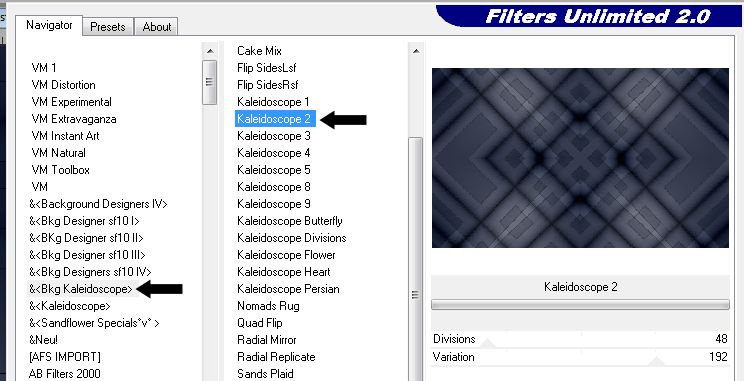 Filters Unlimited 2.0
Navigator
Presets
About
VM 1
VM Distortion
VM Experimental
VM Extravaganza
VM Instant Art
VM Natural
VM Toolbox
VM
&<Background Designers IV>
&<Bkg Designer sf10 I>
&<BKg Designer sf10 II>
&<Bkg Designer sf10 III>
&<Bkg Designers sf10 IV>
&<Bkg Kaleidoscope>
&<Kaleidoscope>
&<Sandflower Specials°v° >
&Neu!
[AFS IMPORT]
AB Filters 2000
Cake Mix
Flip SidesLsf
Flip SidesRsf
Kaleidoscope 1
Kaleidoscope 2
Kaleidoscope 3
Kaleidoscope 4
Kaleidoscope 5
Kaleidoscope 8
Kaleidoscope 9
Kaleidoscope Butterfly
Kaleidoscope Divisions
Kaleidoscope Flower
Kaleidoscope Heart
Kaleidoscope Persian
Nomads Rug
Quad Flip
Radial Mirror
Radial Replicate
Sands Plaid
Kaleidoscope 2
Divisions 48
Variation 192